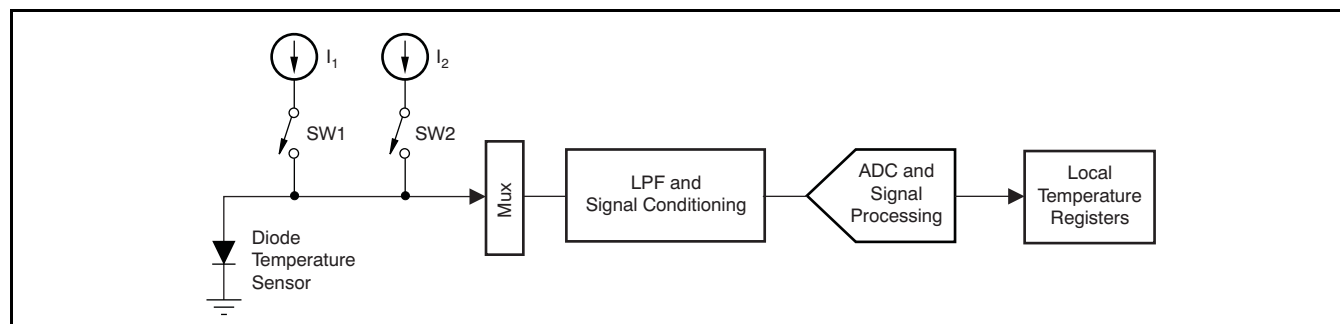 I₁
I₂
SW1
SW2
Diode
Temperature
Sensor
Mux
LPF and
Signal Conditioning
ADC and
Signal
Processing
Local
Temperature
Registers